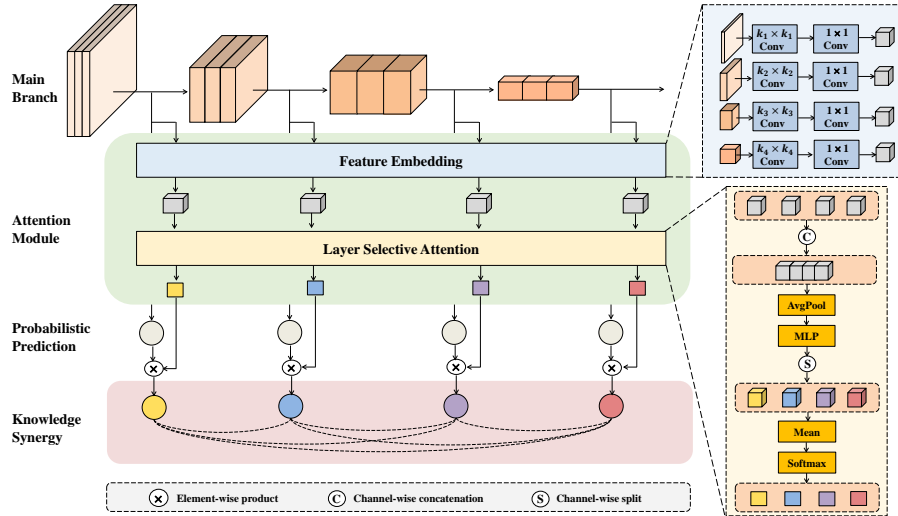 Main
Branch
k₁ × k₁
Conv
1 × 1
Conv
k₂ × k₂
Conv
1 × 1
Conv
k₃ × k₃
Conv
1 × 1
Conv
k₄ × k₄
Conv
1 × 1
Conv
Feature Embedding
Attention
Module
Layer Selective Attention
C
AvgPool
MLP
S
Mean
Softmax
Probabilistic
Prediction
×
×
×
×
Knowledge
Synergy
× Element-wise product
C Channel-wise concatenation
S Channel-wise split